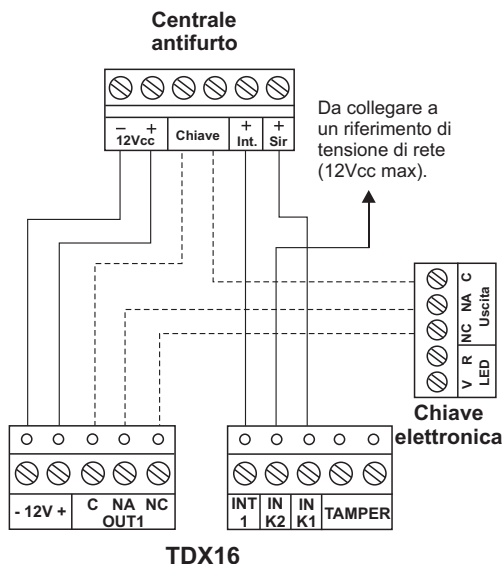 Centrale
antifurto
– + Chiave + +
12Vcc Int. Sir
Da collegare a
un riferimento di
tensione di rete
(12Vcc max).
C
NA
NC
Uscita
R
V
LED
Chiave
elettronica
- 12V + C NA NC
OUT1
INT IN IN TAMPER
1 K2 K1
TDX16